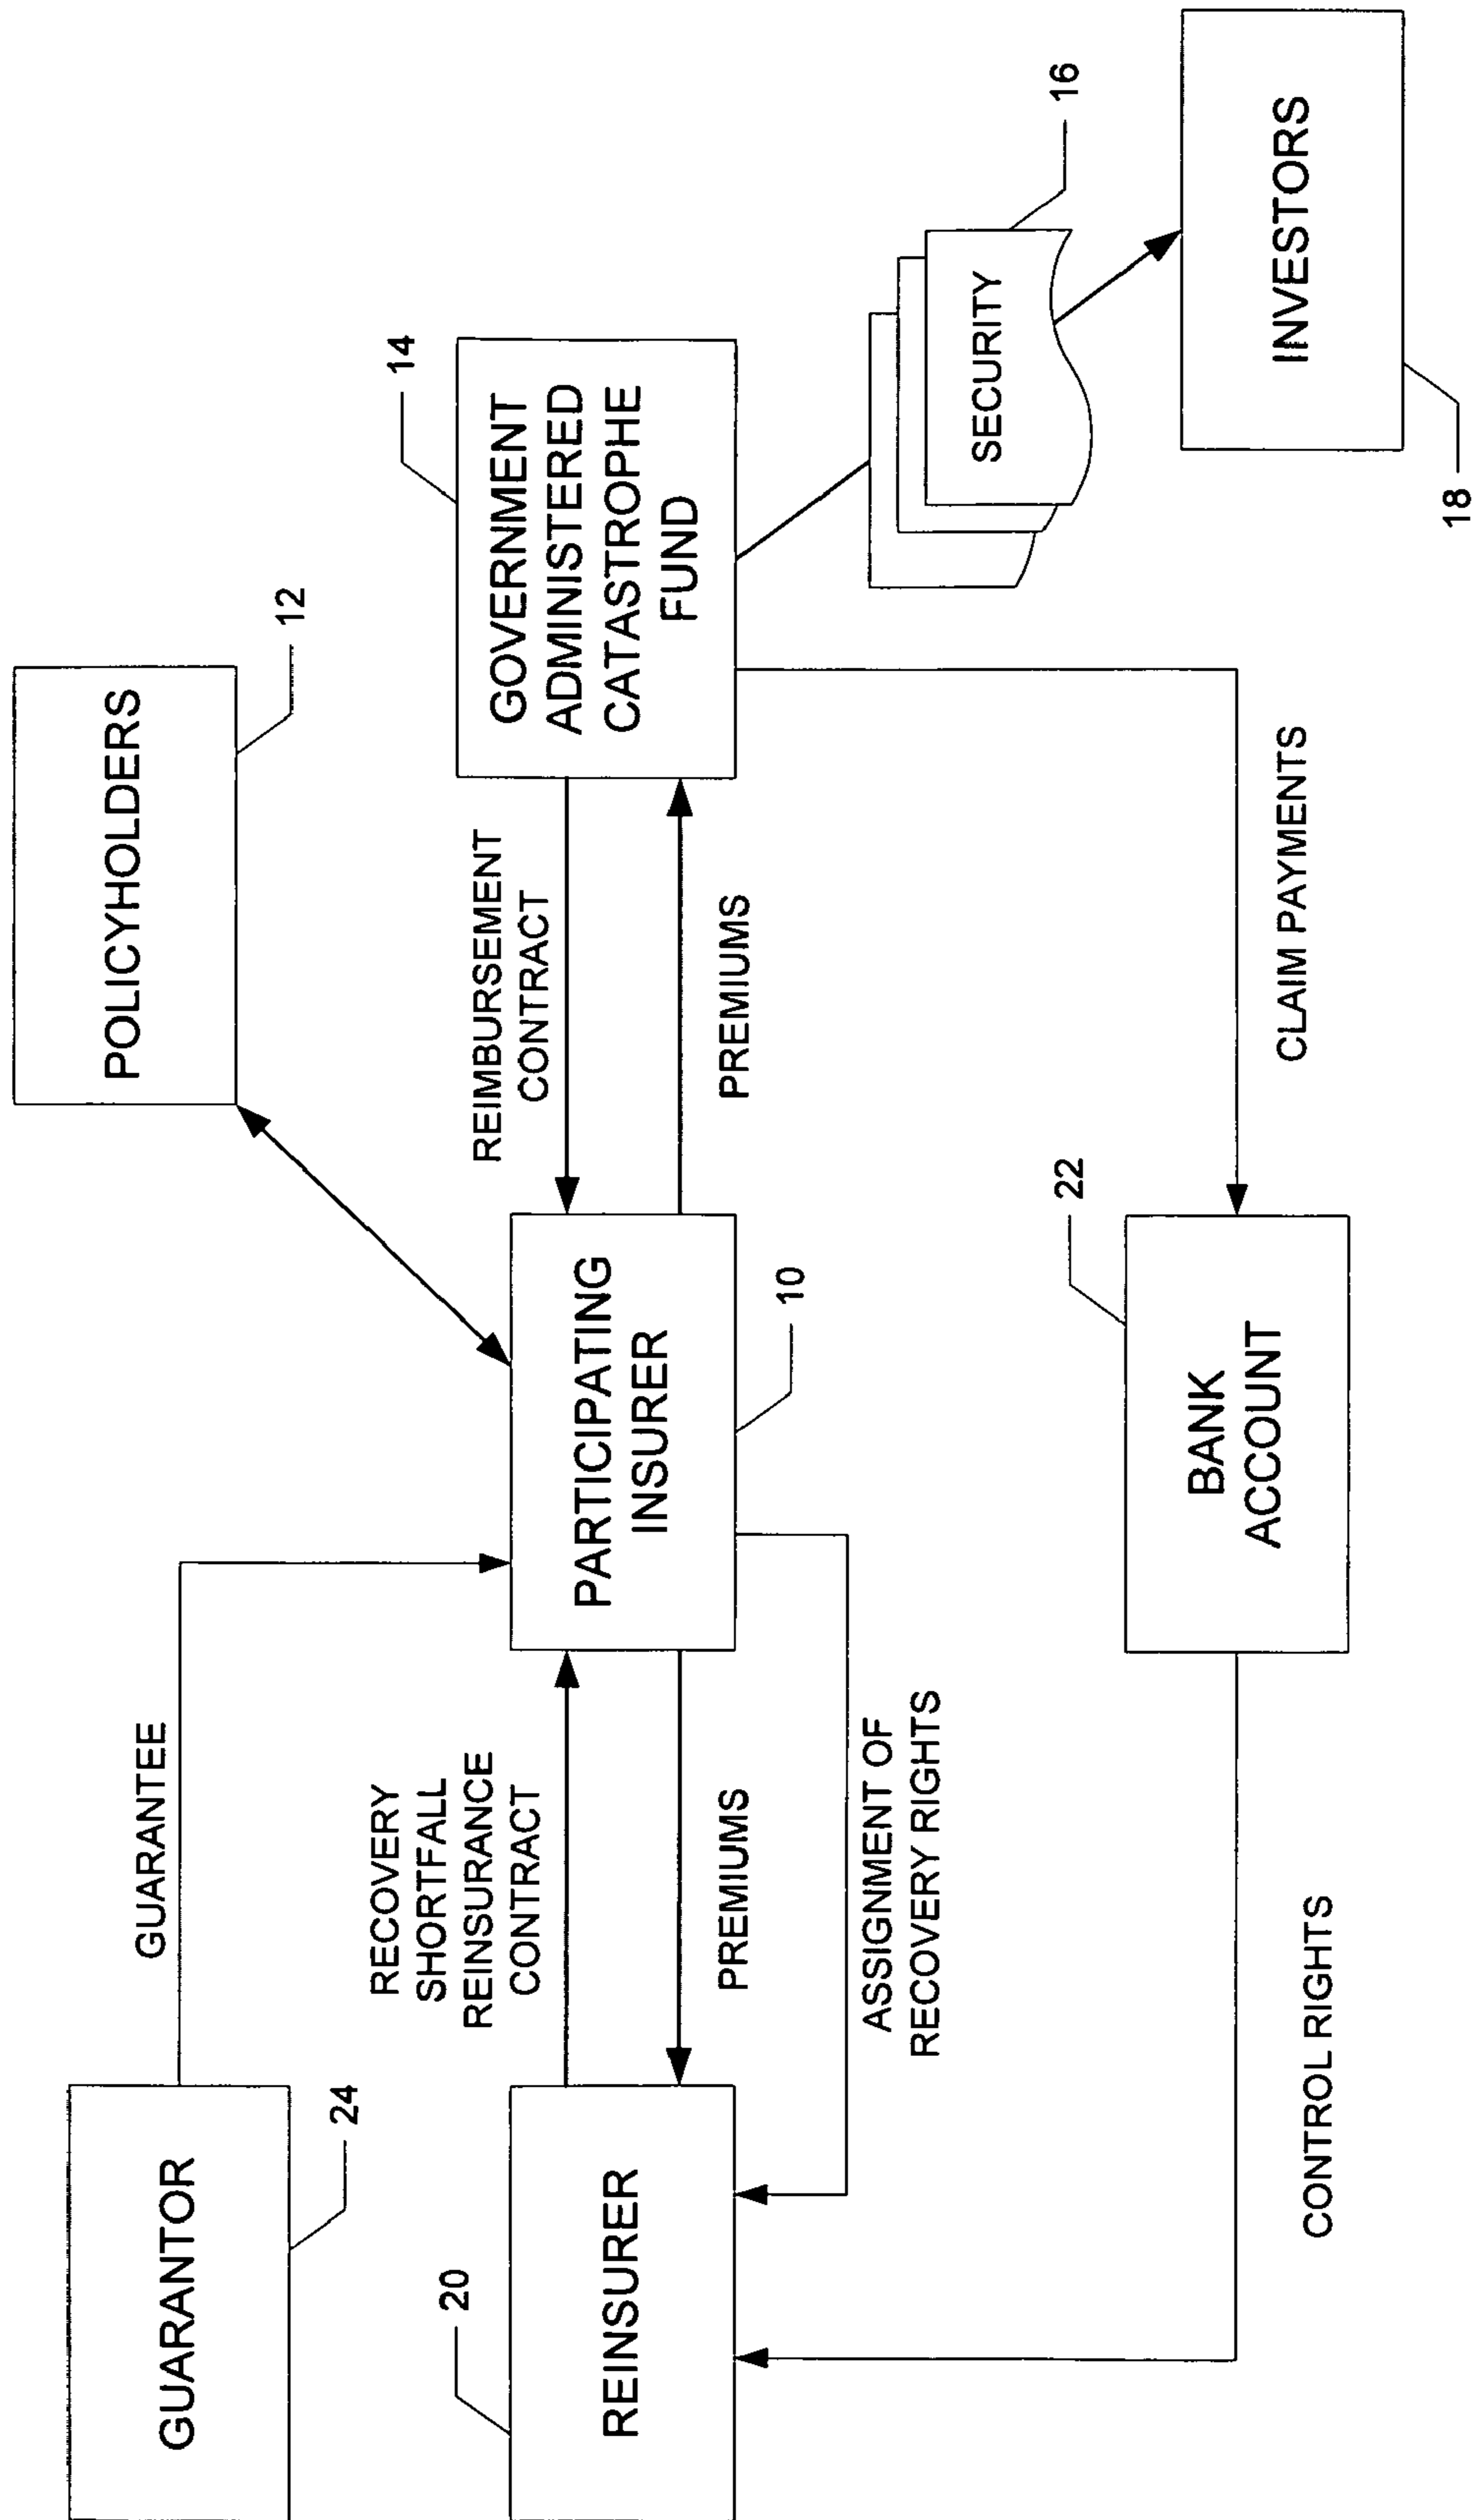 GUARANTOR
24
GUARANTEE
POLICYHOLDERS
12
REINSURER
20
RECOVERY
SHORTFALL
REINSURANCE
CONTRACT
PREMIUMS
ASSIGNMENT OF
RECOVERY RIGHTS
PARTICIPATING
INSURER
10
REIMBURSEMENT
CONTRACT
PREMIUMS
GOVERNMENT
ADMINISTERED
CATASTROPHE
FUND
14
SECURITY
16
CONTROL RIGHTS
BANK
ACCOUNT
22
CLAIM PAYMENTS
INVESTORS
18